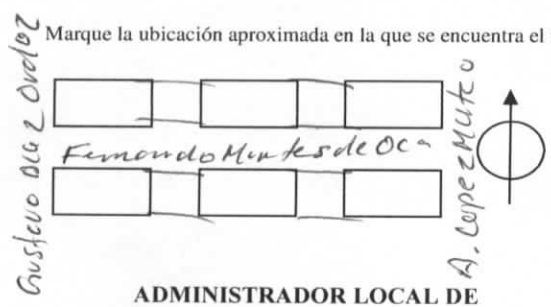 Marque la ubicación aproximada en la que se encuentra el
Gustavo Diaz Ordaz
Fernando Montes de Oca
A. Lopez Mateo
ADMINISTRADOR LOCAL DE